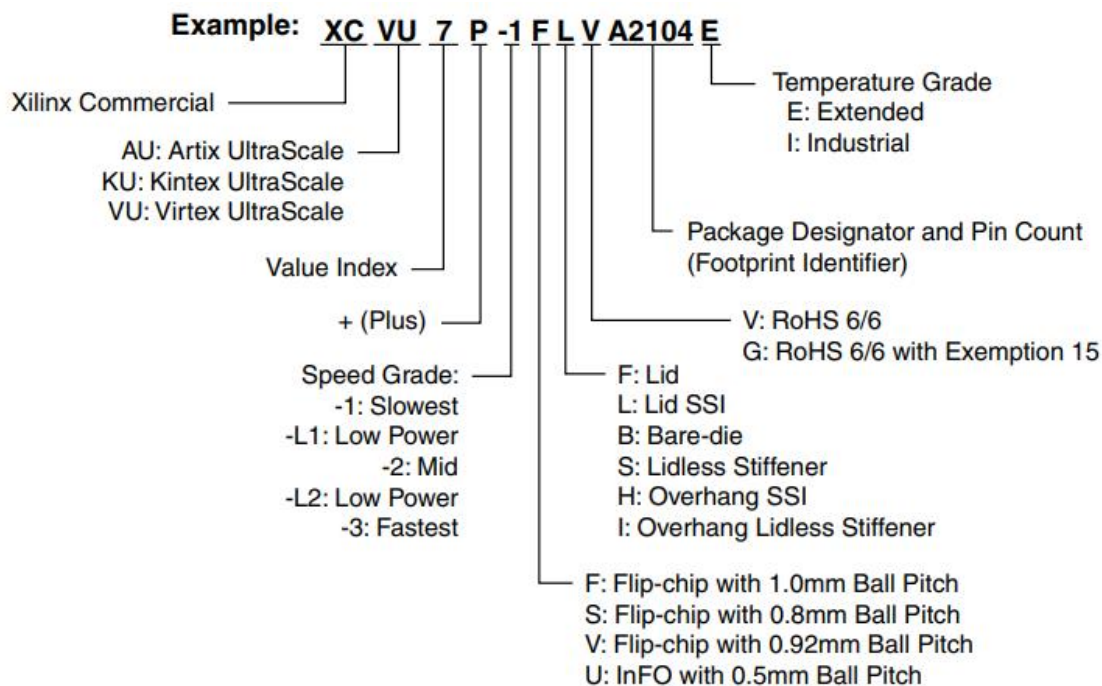 Example: XC VU 7 P -1 F L V A2104 E
Temperature Grade
E: Extended
I: Industrial
Xilinx Commercial
AU: Artix UltraScale
KU: Kintex UltraScale
VU: Virtex UltraScale
Package Designator and Pin Count
(Footprint Identifier)
Value Index
+ (Plus)
V: RoHS 6/6
G: RoHS 6/6 with Exemption 15
Speed Grade:
-1: Slowest
-L1: Low Power
-2: Mid
-L2: Low Power
-3: Fastest
F: Lid
L: Lid SSI
B: Bare-die
S: Lidless Stiffener
H: Overhang SSI
I: Overhang Lidless Stiffener
F: Flip-chip with 1.0mm Ball Pitch
S: Flip-chip with 0.8mm Ball Pitch
V: Flip-chip with 0.92mm Ball Pitch
U: InFO with 0.5mm Ball Pitch